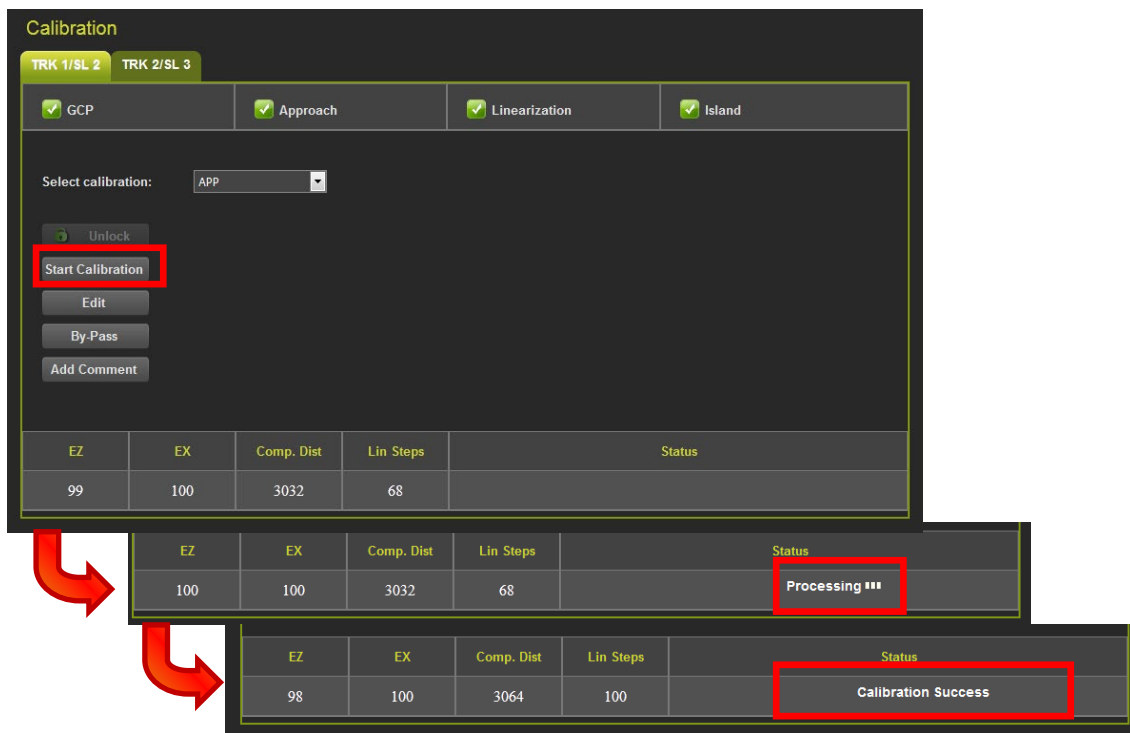 Calibration
TRK 1/SL 2 TRK 2/SL 3
GCP Approach Linearization Island
Select calibration: APP
Unlock
Start Calibration
Edit
By-Pass
Add Comment
EZ EX Comp. Dist Lin Steps Status
99 100 3032 68
EZ EX Comp. Dist Lin Steps Status
100 100 3032 68 Processing
EZ EX Comp. Dist Lin Steps Status
98 100 3064 100 Calibration Success